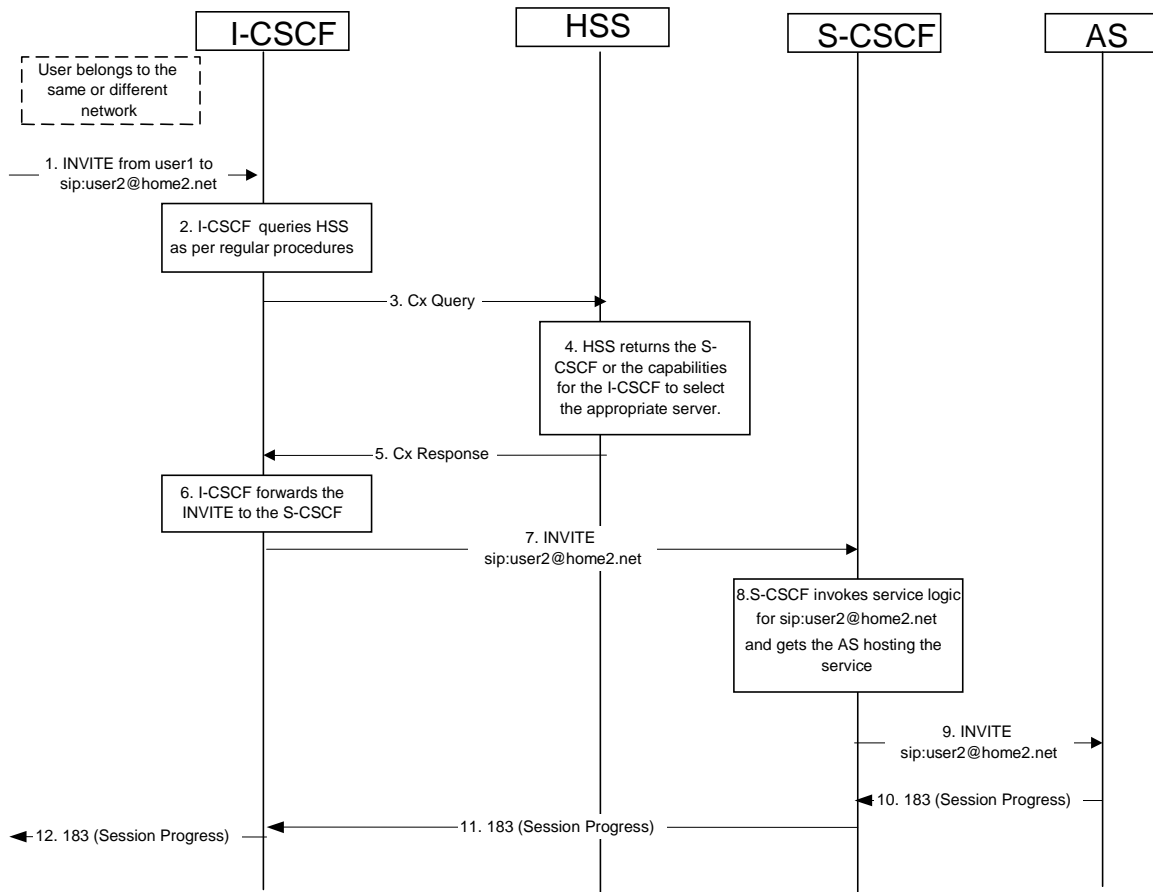 I-CSCF
HSS
S-CSCF
AS
User belongs to the
same or different
network
1. INVITE from user1 to
sip:user2@home2.net
2. I-CSCF queries HSS
as per regular procedures
3. Cx Query
4. HSS returns the S-
CSCF or the capabilities
for the I-CSCF to select
the appropriate server.
5. Cx Response
6. I-CSCF forwards the
INVITE to the S-CSCF
7. INVITE
sip:user2@home2.net
8.S-CSCF invokes service logic
for sip:user2@home2.net
and gets the AS hosting the
service
9. INVITE
sip:user2@home2.net
10. 183 (Session Progress)
11. 183 (Session Progress)
12. 183 (Session Progress)